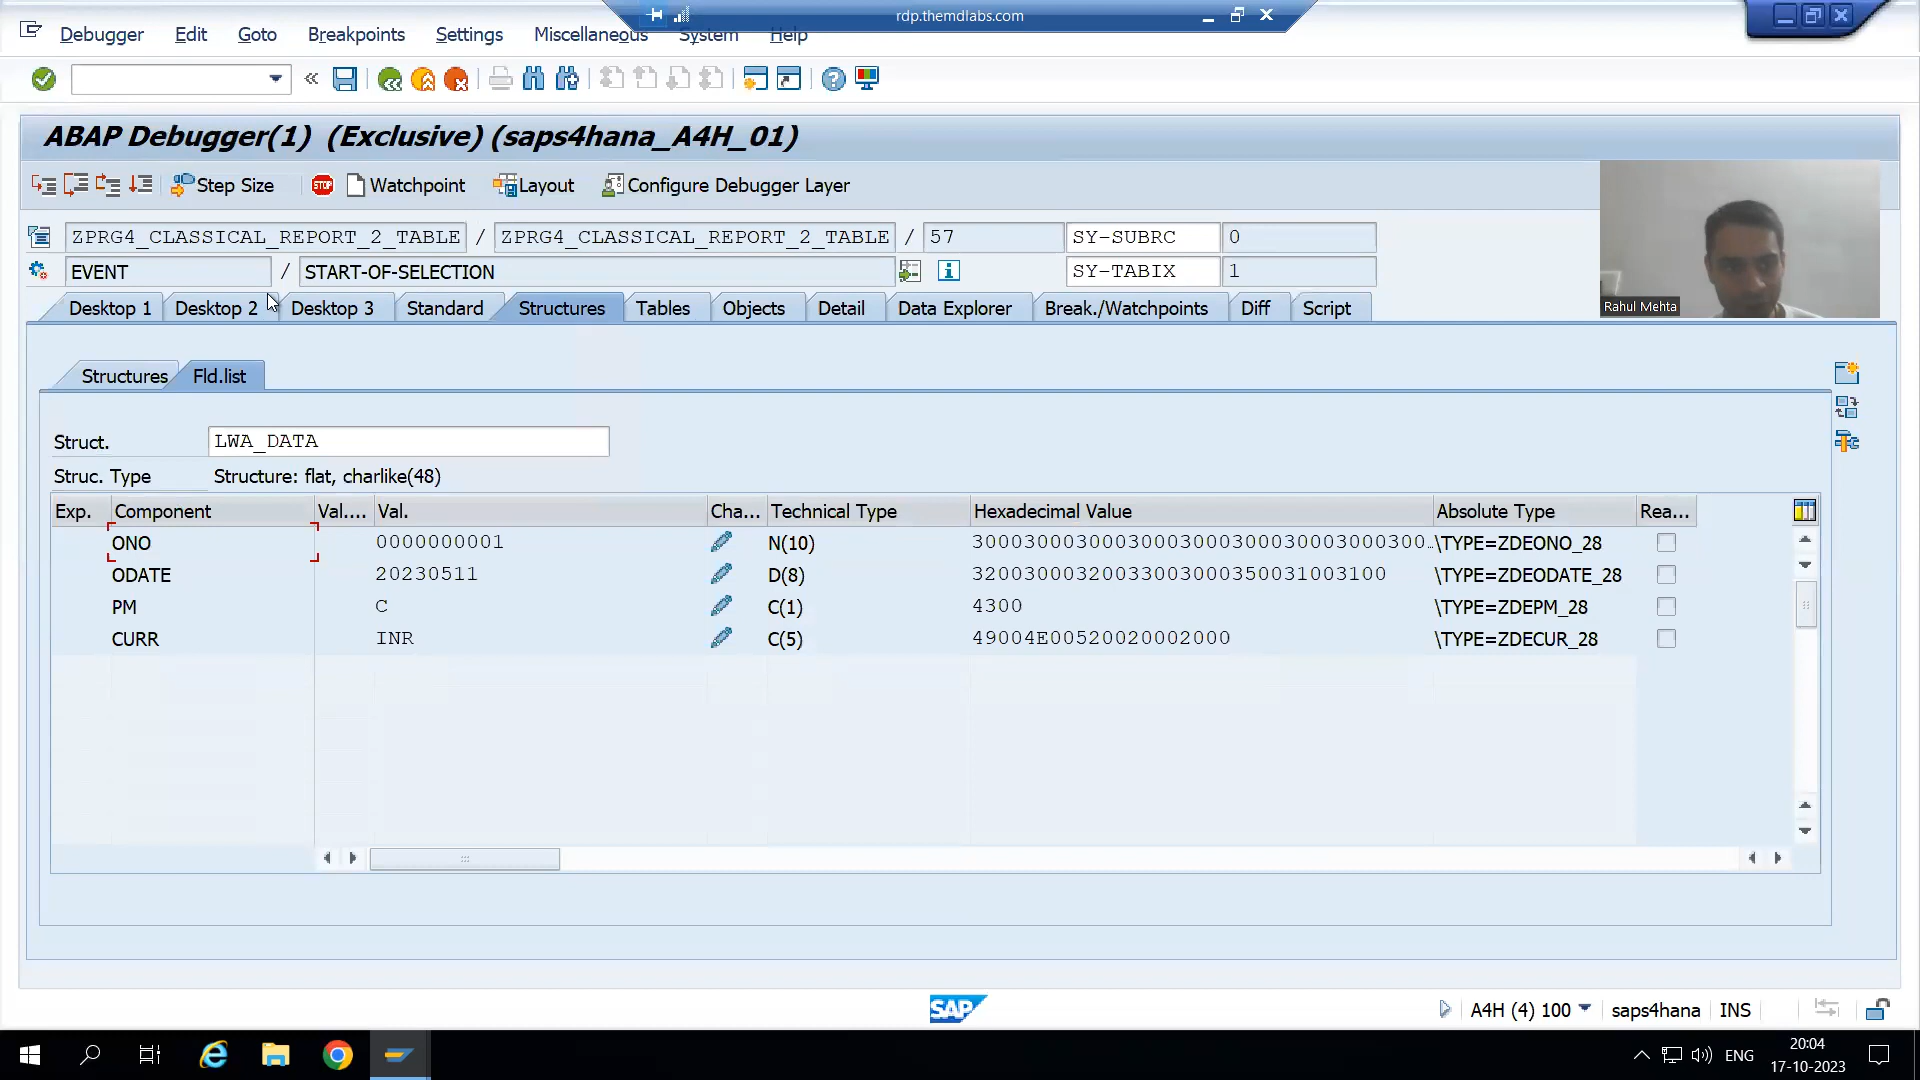 rdp.themdlabs.com
Debugger Edit Goto Breakpoints Settings Miscellaneous System Help
ABAP Debugger(1) (Exclusive) (saps4hana_A4H_01)
Step Size STOP Watchpoint Layout Configure Debugger Layer
ZPRG4_CLASSICAL_REPORT_2_TABLE / ZPRG4_CLASSICAL_REPORT_2_TABLE / 57 SY-SUBRC 0
EVENT / START-OF-SELECTION SY-TABIX 1
Rahul Mehta
Desktop 1 Desktop 2 Desktop 3 Standard Structures Tables Objects Detail Data Explorer Break./Watchpoints Diff Script
Structures Fld.list
Struct. LWA_DATA
Struc. Type Structure: flat, charlike(48)
Exp. Component Val.... Val. Cha... Technical Type Hexadecimal Value Absolute Type Rea...
ONO 0000000001 N(10) 300030003000300030003000300030003000300... \TYPE=ZDEONO_28
ODATE 20230511 D(8) 32003000320033003000350031003100 \TYPE=ZDEODATE_28
PM C C(1) 4300 \TYPE=ZDEPM_28
CURR INR C(5) 49004E00520020002000 \TYPE=ZDECUR_28
SAP
A4H (4) 100 saps4hana INS
ENG
20:04
17-10-2023